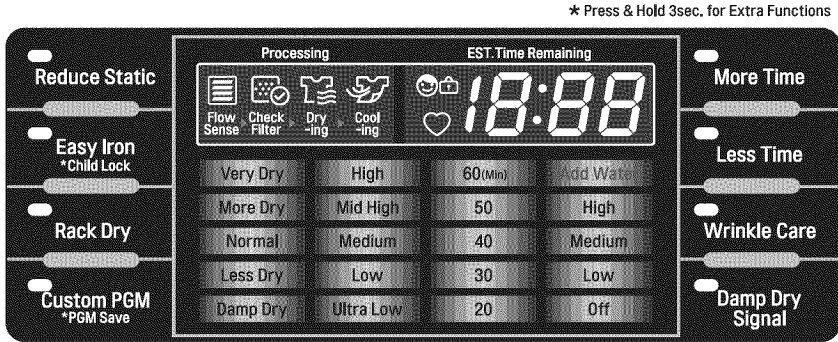 * Press & Hold 3sec. for Extra Functions
Processing
EST.Time Remaining
Reduce Static
Easy Iron
*Child Lock
Rack Dry
Custom PGM
*PGM Save
Flow
Sense
Check
Filter
Dry
-ing
Cool
-ing
18:88
Very Dry High 60(Min) Add Water
More Dry Mid High 50 High
Normal Medium 40 Medium
Less Dry Low 30 Low
Damp Dry Ultra Low 20 Off
More Time
Less Time
Wrinkle Care
Damp Dry
Signal